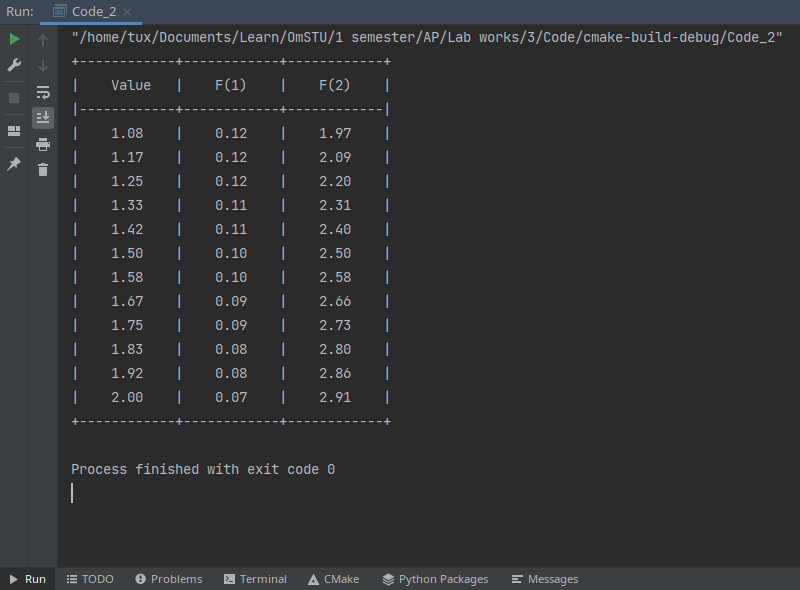 Run: Code_2
"/home/tux/Documents/Learn/OmSTU/1 semester/AP/Lab works/3/Code/cmake-build-debug/Code_2"
+------------+------------+------------+
|    Value   |    F(1)    |    F(2)    |
|------------+------------+------------|
|    1.08    |    0.12    |    1.97    |
|    1.17    |    0.12    |    2.09    |
|    1.25    |    0.12    |    2.20    |
|    1.33    |    0.11    |    2.31    |
|    1.42    |    0.11    |    2.40    |
|    1.50    |    0.10    |    2.50    |
|    1.58    |    0.10    |    2.58    |
|    1.67    |    0.09    |    2.66    |
|    1.75    |    0.09    |    2.73    |
|    1.83    |    0.08    |    2.80    |
|    1.92    |    0.08    |    2.86    |
|    2.00    |    0.07    |    2.91    |
+------------+------------+------------+
Process finished with exit code 0
Run TODO Problems Terminal CMake Python Packages Messages